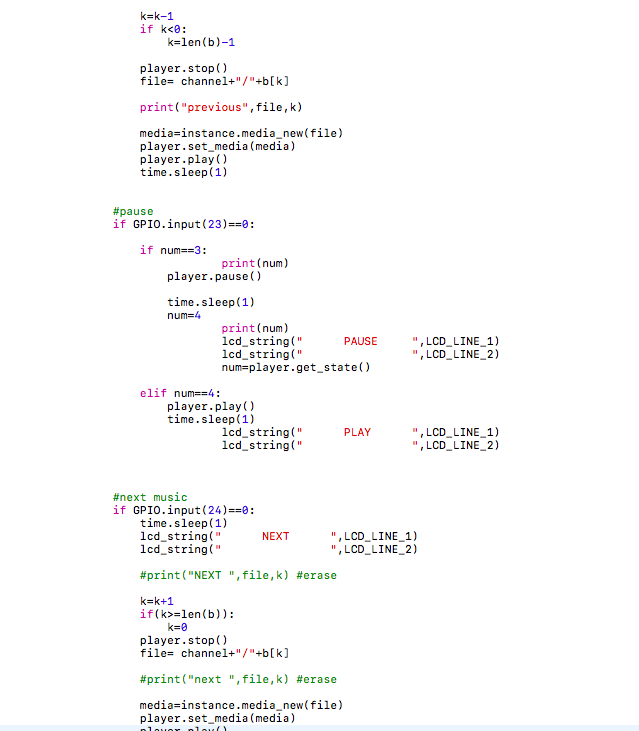 k=k-1
if k<0:
k=len(b)-1
player.stop()
file= channel+"/"+b[k]
print("previous",file,k)
media=instance.media_new(file)
player.set_media(media)
player.play()
time.sleep(1)
#pause
if GPIO.input(23)==0:
if num==3:
print(num)
player.pause()
time.sleep(1)
num=4
print(num)
lcd_string("      PAUSE     ",LCD_LINE_1)
lcd_string("                ",LCD_LINE_2)
num=player.get_state()
elif num==4:
player.play()
time.sleep(1)
lcd_string("      PLAY      ",LCD_LINE_1)
lcd_string("                ",LCD_LINE_2)
#next music
if GPIO.input(24)==0:
time.sleep(1)
lcd_string("      NEXT      ",LCD_LINE_1)
lcd_string("                ",LCD_LINE_2)
#print("NEXT ",file,k) #erase
k=k+1
if(k>=len(b)):
k=0
player.stop()
file= channel+"/"+b[k]
#print("next ",file,k) #erase
media=instance.media_new(file)
player.set_media(media)
player.play()